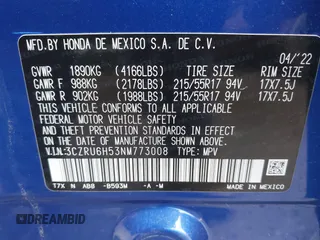 MFD.BY HONDA DE MEXICO S.A. DE C.V.
04/'22
GVWR 1890KG (4166LBS) TIRE SIZE RIM SIZE
GAWR F 988KG (2178LBS) 215/55R17 94V 17X7.5J
GAWR R 902KG (1988LBS) 215/55R17 94V 17X7.5J
THIS VEHICLE CONFORMS TO ALL APPLICABLE
FEDERAL MOTOR VEHICLE SAFETY AND THEFT
PREVENTION STANDARDS IN EFFECT ON THE DATE
OF MANUFACTURE SHOWN ABOVE.
V.I.N.:3CZRU6H53NM773008 TYPE: MPV
T7X N ABB -B593M -A -M
DREAMBID